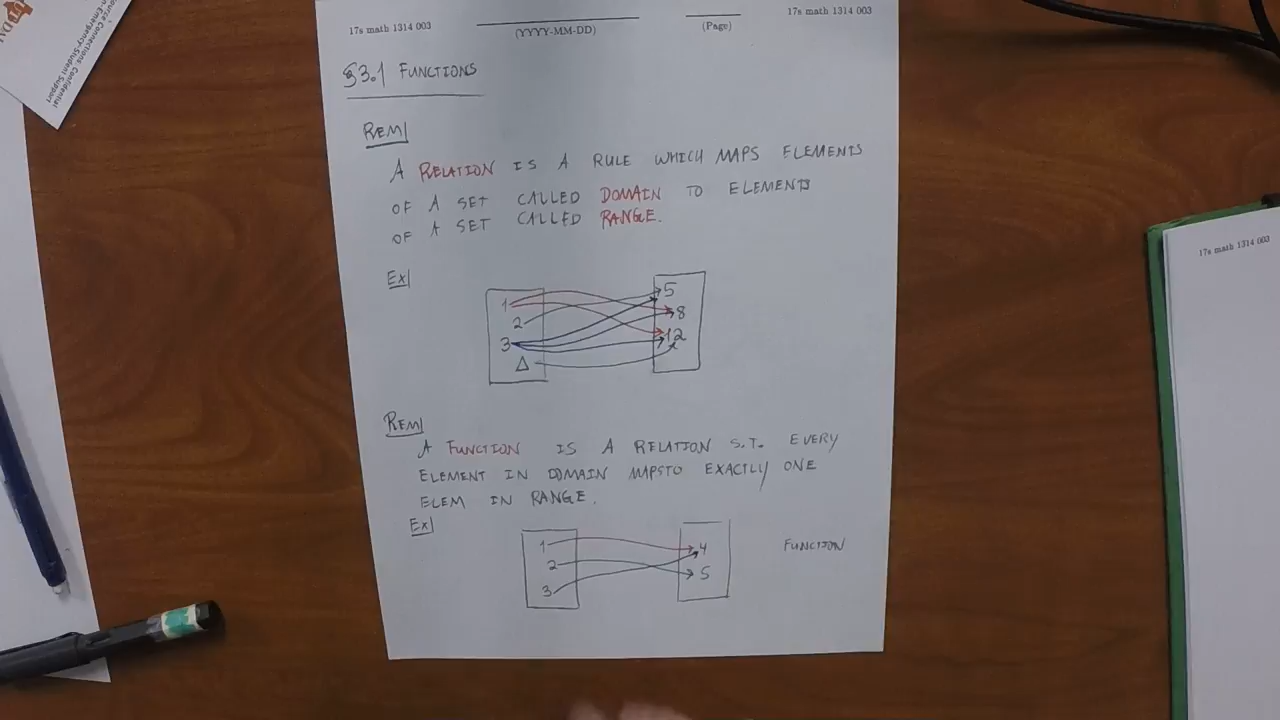 17s math 1314 003
(YYYY-MM-DD)
(Page)
17s math 1314 003
§3.1 FUNCTIONS
REM
A RELATION IS A RULE WHICH MAPS ELEMENTS
OF A SET CALLED DOMAIN TO ELEMENTS
OF A SET CALLED RANGE.
EX
1
2
3
Δ
5
8
12
REM
A FUNCTION IS A RELATION S.T. EVERY
ELEMENT IN DOMAIN MAPSTO EXACTLY ONE
ELEM IN RANGE.
EX
1
2
3
4
5
FUNCTION
17s math 1314 003
Confidential
Student Support